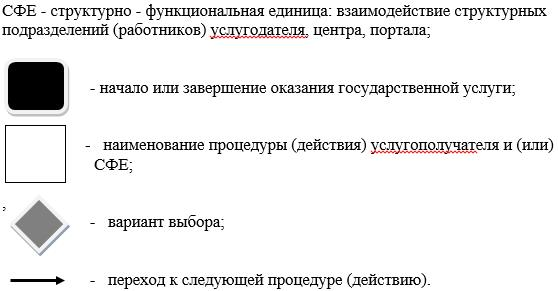 СФЕ - структурно - функциональная единица: взаимодействие структурных
подразделений (работников) услугодателя, центра, портала;
- начало или завершение оказания государственной услуги;
- наименование процедуры (действия) услугополучателя и (или)
СФЕ;
,
- вариант выбора;
- переход к следующей процедуре (действию).